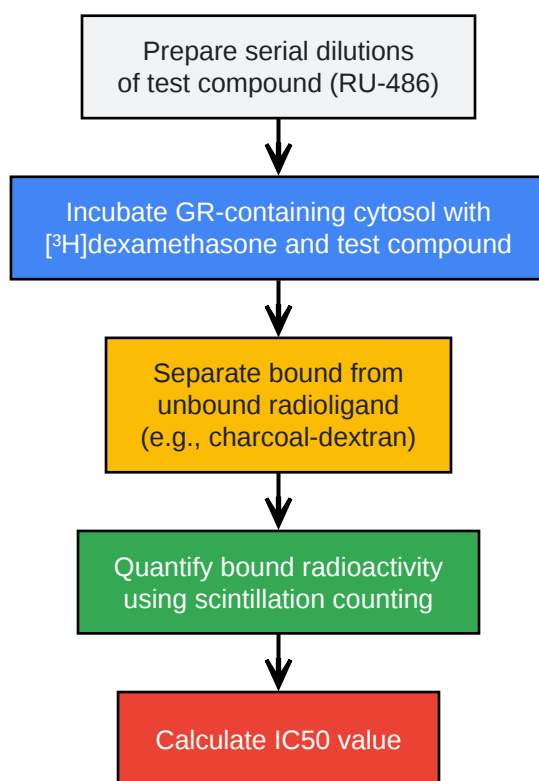 Prepare serial dilutions
of test compound (RU-486)
Incubate GR-containing cytosol with
[³H]dexamethasone and test compound
Separate bound from
unbound radioligand
(e.g., charcoal-dextran)
Quantify bound radioactivity
using scintillation counting
Calculate IC50 value